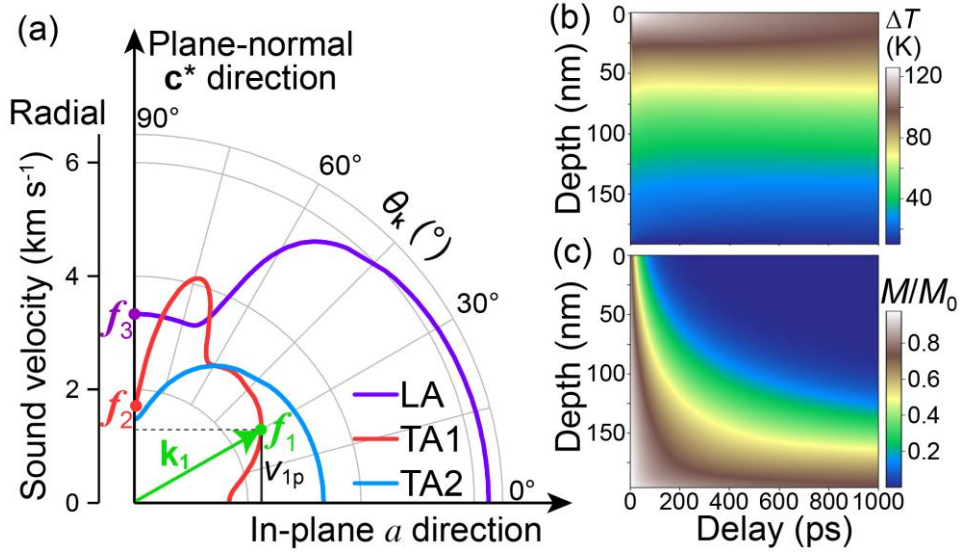 (a)
Plane-normal
c* direction
Radial
90°
60°
θk (°)
30°
0°
Sound velocity (km s⁻¹)
6
4
2
0
f3
f2
f1
k1
v1p
LA
TA1
TA2
In-plane a direction
(b)
Depth (nm)
0
50
100
150
ΔT
(K)
120
80
40
(c)
Depth (nm)
0
50
100
150
M/M0
0.8
0.6
0.4
0.2
0
0 200 400 600 800 1000
Delay (ps)